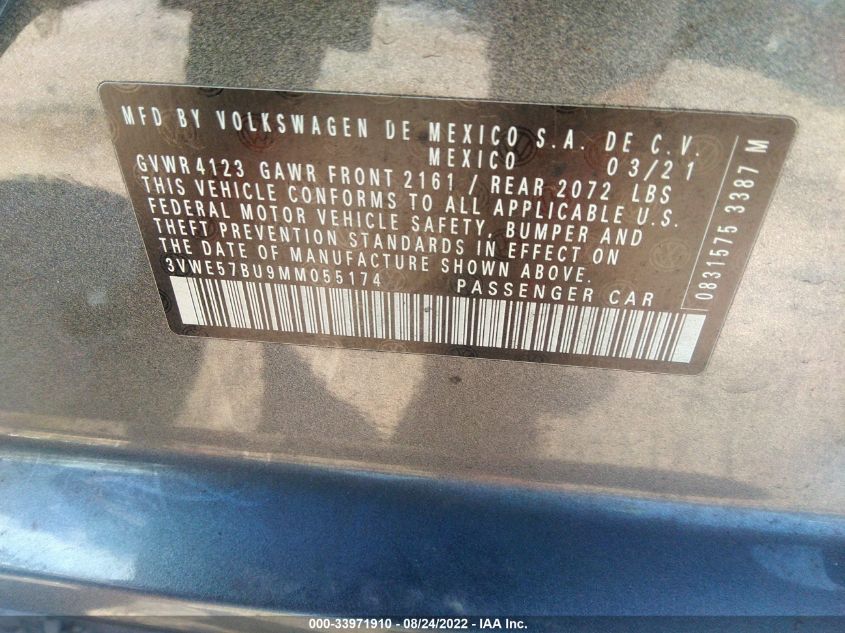 MFD BY VOLKSWAGEN DE MEXICO S.A. DE C.V.
MEXICO 03/21
GVWR 4123 GAWR FRONT 2161 / REAR 2072 LBS
THIS VEHICLE CONFORMS TO ALL APPLICABLE U.S.
FEDERAL MOTOR VEHICLE SAFETY, BUMPER AND
THEFT PREVENTION STANDARDS IN EFFECT ON
THE DATE OF MANUFACTURE SHOWN ABOVE.
3VWE57BU9MM055174 PASSENGER CAR
0831575 3387 M
000-33971910 - 08/24/2022 - IAA Inc.